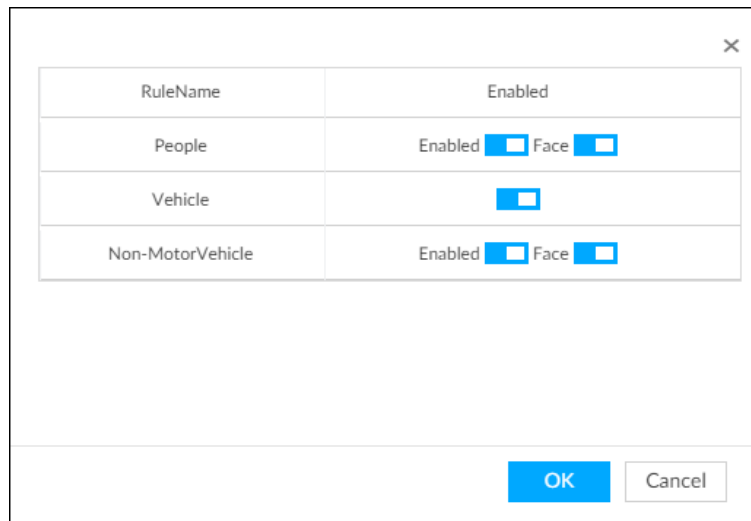 RuleName Enabled
People Enabled Face
Vehicle
Non-MotorVehicle Enabled Face
OK Cancel